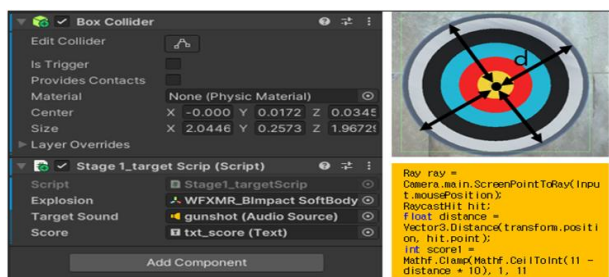 Box Collider
Edit Collider
Is Trigger
Provides Contacts
Material None (Physic Material)
Center X -0.000 Y 0.0172 Z 0.0345
Size X 2.0446 Y 0.2573 Z 1.9672
Layer Overrides
Stage 1_target Scrip (Script)
Script Stage1_targetScrip
Explosion WFXMR_BImpact SoftBody
Target Sound gunshot (Audio Source)
Score txt_score (Text)
Add Component
d
Ray ray =
Camera.main.ScreenPointToRay(Inpu
t.mousePosition);
RaycastHit hit;
float distance =
Vector3.Distance(transform.positi
on, hit.point);
int score1 =
Mathf.Clamp(Mathf.CeilToInt(11 -
distance * 10), 1, 11